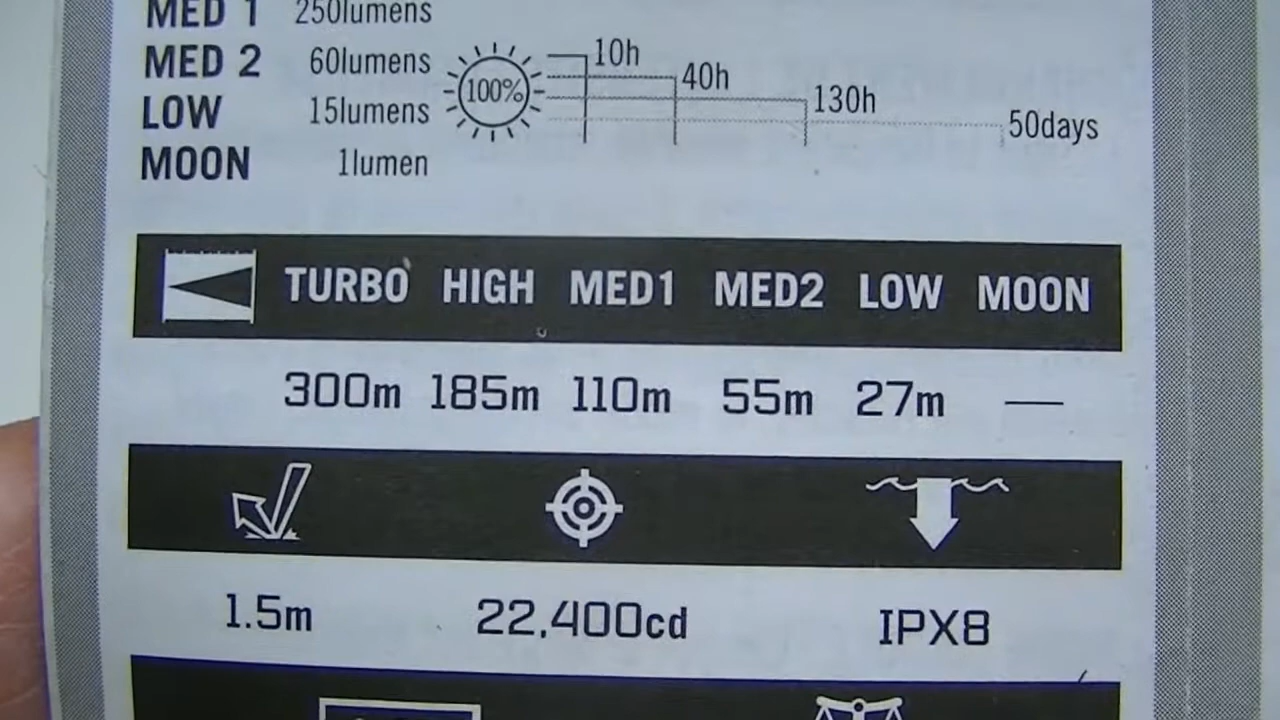 MED 1 250lumens
MED 2 60lumens 100% 10h
40h
LOW 15lumens 130h
50days
MOON 1lumen
TURBO HIGH MED1 MED2 LOW MOON
300m 185m 110m 55m 27m —
1.5m 22,400cd IPX8